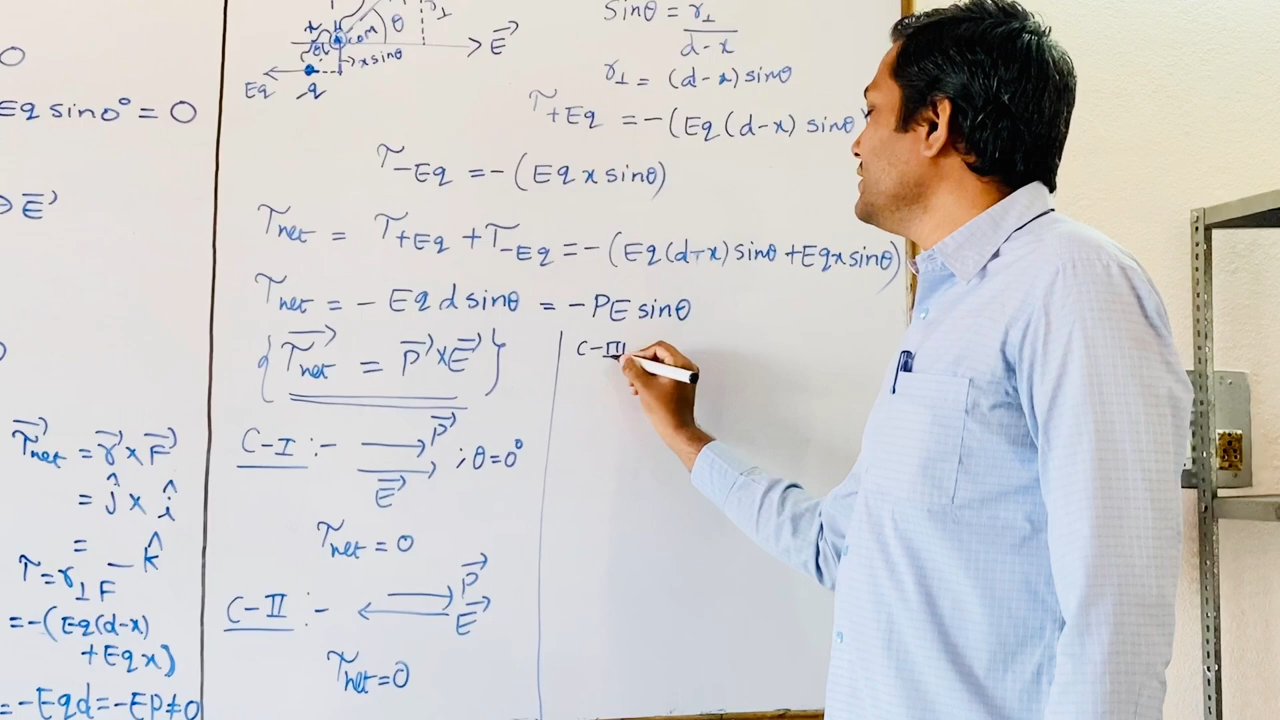 0
Eq sin0° = 0
E⃗
τ⃗net = r⃗ × F⃗
= ĵ × î
= − k̂
τ = r⊥ F
= -(Eq(d-x)
+ Eqx)
= -Eqd = -EP ≠ 0
r⊥
x
θ
com
θ
E⃗
x sinθ
Eq
-q
Sinθ = r⊥/(d-x)
r⊥ = (d-x) sinθ
τ+Eq = -(Eq(d-x) sinθ
τ-Eq = -(Eqx sinθ)
τnet = τ+Eq + τ-Eq = -(Eq(d-x) sinθ + Eqx sinθ)
τnet = - Eq d sinθ = -PE sinθ
{ τ⃗net = P⃗ × E⃗ }
C-I :- P⃗
E⃗ ; θ = 0°
τnet = 0
C-II :- P⃗
E⃗
τnet = 0
C-III